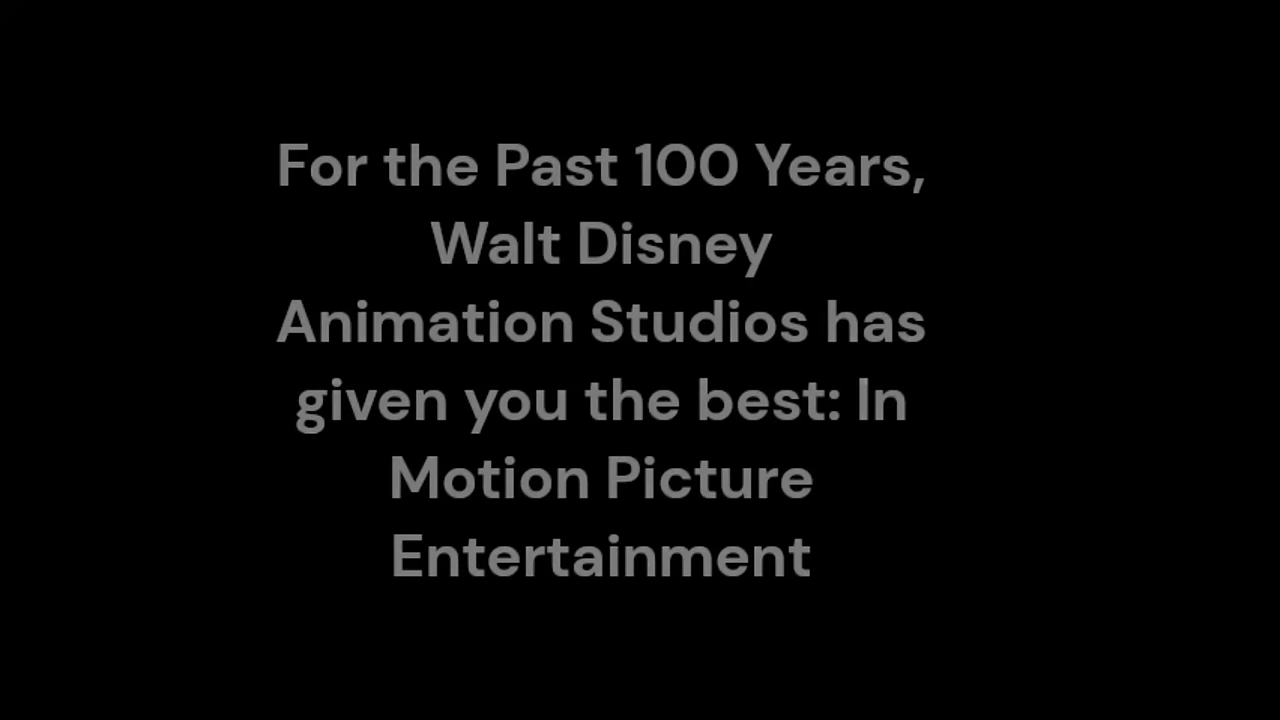 For the Past 100 Years,
Walt Disney
Animation Studios has
given you the best: In
Motion Picture
Entertainment